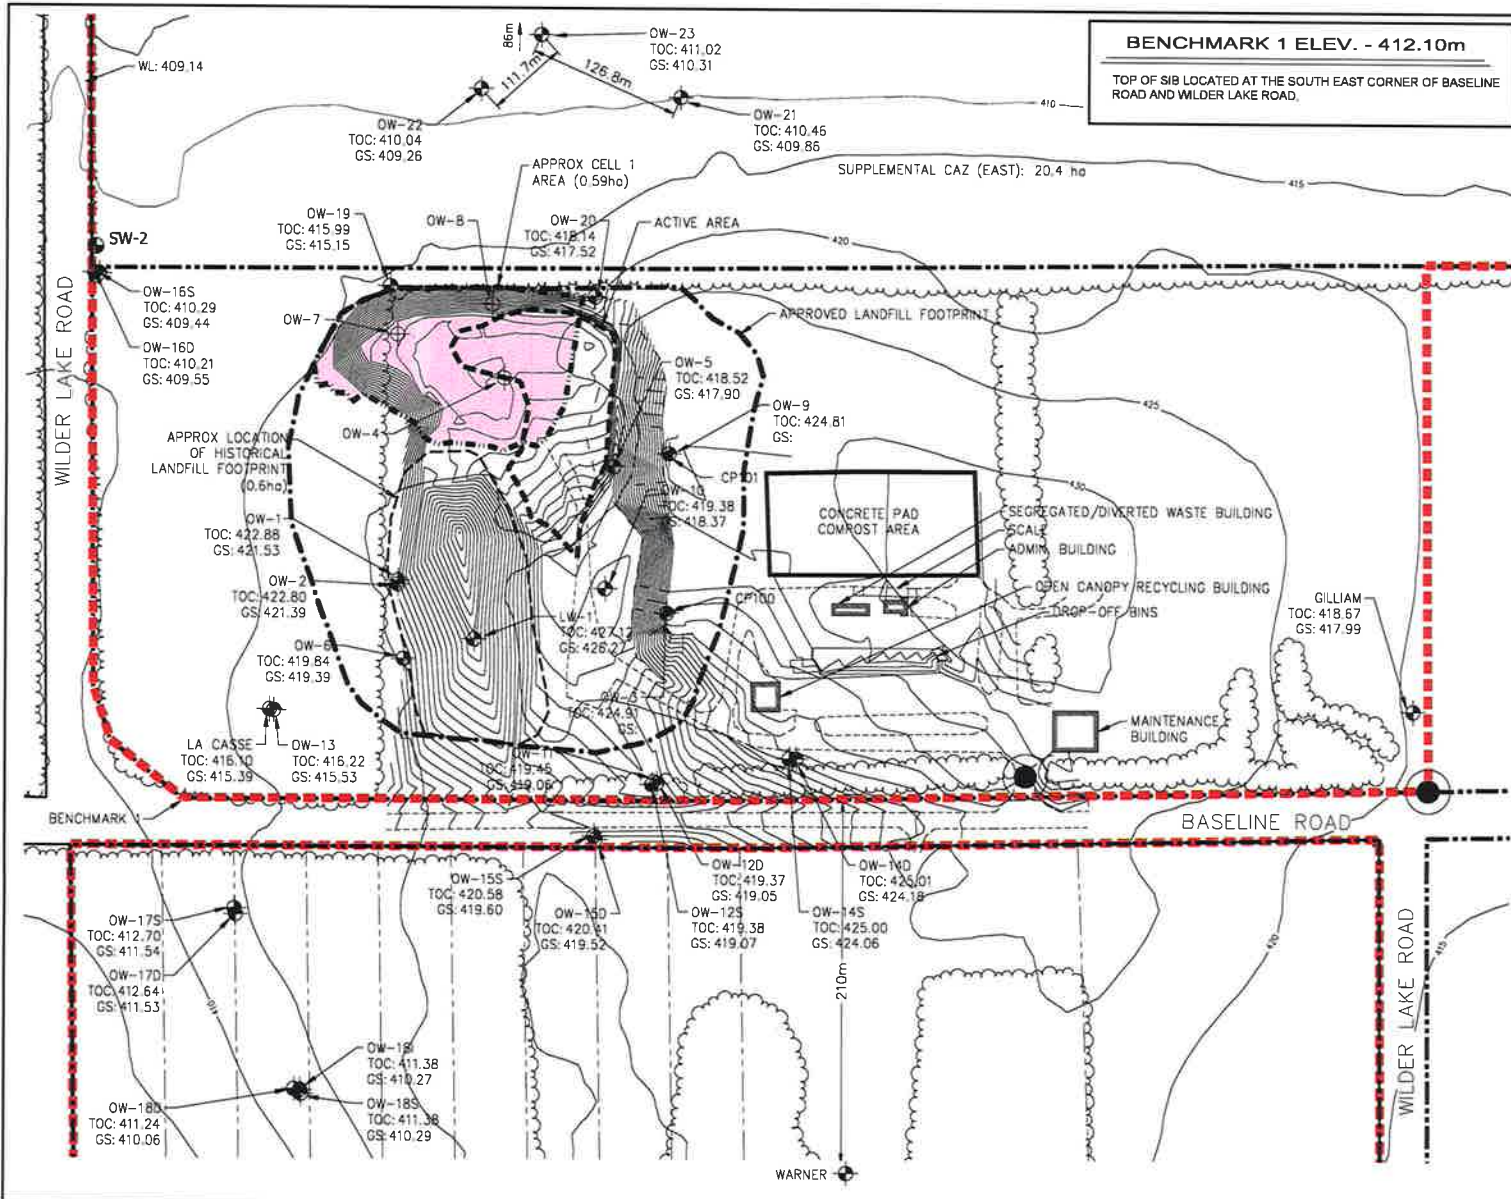 BENCHMARK 1 ELEV. - 412.10m
TOP OF SIB LOCATED AT THE SOUTH EAST CORNER OF BASELINE
ROAD AND WILDER LAKE ROAD.
WL: 409.14
86m
OW-23
TOC: 411.02
GS: 410.31
111.7m
126.8m
OW-22
TOC: 410.04
GS: 409.26
OW-21
TOC: 410.46
GS: 409.86
410
APPROX CELL 1
AREA (0.59ha)
SUPPLEMENTAL CAZ (EAST): 20.4 ha
415
OW-19
TOC: 415.99
GS: 415.15
OW-8
OW-20
TOC: 418.14
GS: 417.52
ACTIVE AREA
420
SW-2
WILDER LAKE ROAD
OW-16S
TOC: 410.29
GS: 409.44
OW-16D
TOC: 410.21
GS: 409.55
OW-7
APPROVED LANDFILL FOOTPRINT
OW-5
TOC: 418.52
GS: 417.90
OW-9
TOC: 424.81
GS:
425
OW-4
APPROX LOCATION
OF HISTORICAL
LANDFILL FOOTPRINT
(0.6ha)
CP101
OW-10
TOC: 419.38
GS: 418.37
430
CONCRETE PAD
COMPOST AREA
SEGREGATED/DIVERTED WASTE BUILDING
SCALE
ADMIN BUILDING
OPEN CANOPY RECYCLING BUILDING
DROP-OFF BINS
OW-1
TOC: 422.88
GS: 421.53
OW-2
TOC: 422.80
GS: 421.39
OW-6
TOC: 419.84
GS: 419.39
LW-1
TOC: 427.12
GS: 426.2
CP100
GILLIAM
TOC: 418.67
GS: 417.99
OW-3
TOC: 424.91
GS:
LA CASSE
TOC: 416.10
GS: 415.39
OW-13
TOC: 416.22
GS: 415.53
OW-11
TOC: 419.45
GS: 419.06
MAINTENANCE
BUILDING
BENCHMARK 1
BASELINE ROAD
OW-15S
TOC: 420.58
GS: 419.60
OW-15D
TOC: 420.41
GS: 419.52
OW-12D
TOC: 419.37
GS: 419.05
OW-12S
TOC: 419.38
GS: 419.07
OW-14D
TOC: 425.01
GS: 424.18
OW-14S
TOC: 425.00
GS: 424.06
OW-17S
TOC: 412.70
GS: 411.54
OW-17D
TOC: 412.64
GS: 411.53
410
210m
420
415
WILDER LAKE ROAD
OW-18I
TOC: 411.38
GS: 410.27
OW-18S
TOC: 411.38
GS: 410.29
OW-18D
TOC: 411.24
GS: 410.06
WARNER